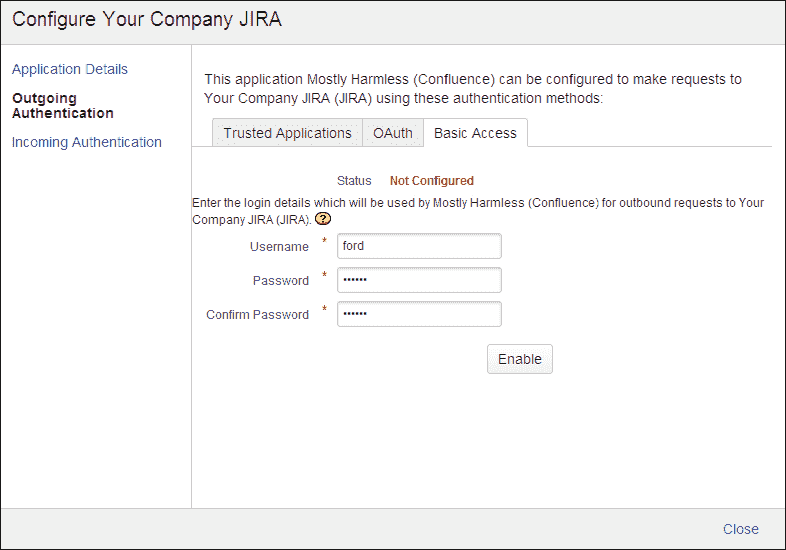 Configure Your Company JIRA
Application Details
Outgoing
Authentication
Incoming Authentication
This application Mostly Harmless (Confluence) can be configured to make requests to
Your Company JIRA (JIRA) using these authentication methods:
Trusted Applications OAuth Basic Access
Status Not Configured
Enter the login details which will be used by Mostly Harmless (Confluence) for outbound requests to Your
Company JIRA (JIRA). ?
Username * ford
Password * ••••••
Confirm Password * ••••••
Enable
Close